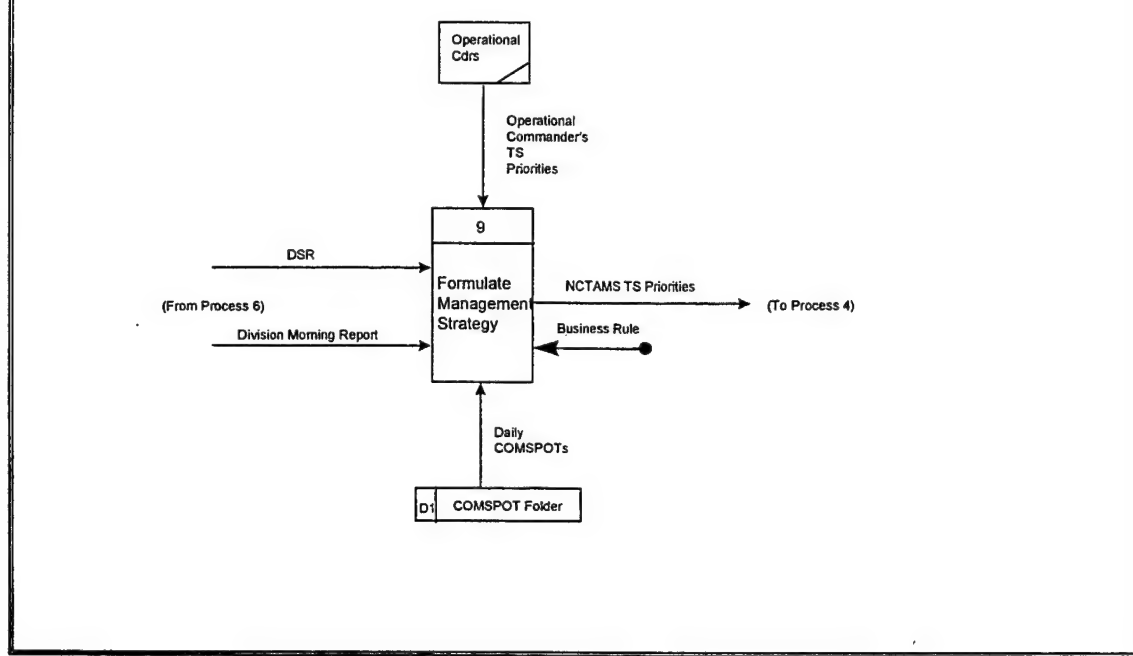 Operational
Cdrs
Operational
Commander's
TS
Priorities
9
DSR
Formulate
Management
Strategy
NCTAMS TS Priorities
(From Process 6)
(To Process 4)
Business Rule
Division Morning Report
Daily
COMSPOTs
D1
COMSPOT Folder